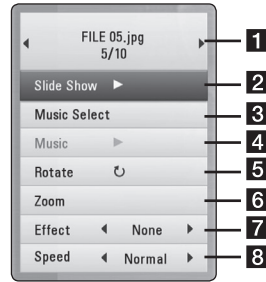 FILE 05.jpg
5/10
1
Slide Show
2
Music Select
3
Music
4
Rotate
5
Zoom
6
Effect None
7
Speed Normal
8